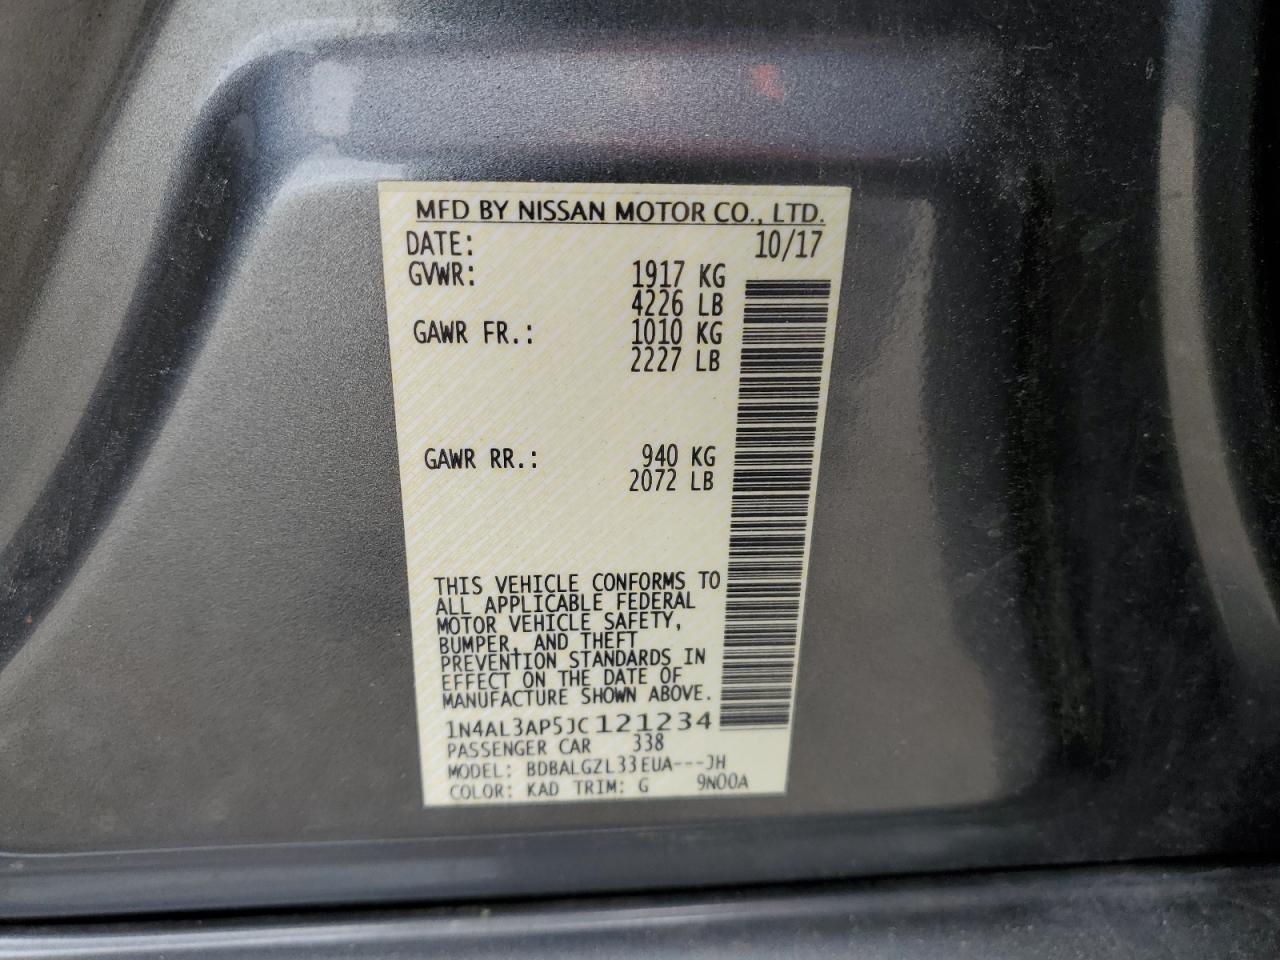 MFD BY NISSAN MOTOR CO., LTD.
DATE: 10/17
GVWR: 1917 KG
4226 LB
GAWR FR.: 1010 KG
2227 LB
GAWR RR.: 940 KG
2072 LB
THIS VEHICLE CONFORMS TO
ALL APPLICABLE FEDERAL
MOTOR VEHICLE SAFETY,
BUMPER, AND THEFT
PREVENTION STANDARDS IN
EFFECT ON THE DATE OF
MANUFACTURE SHOWN ABOVE.
1N4AL3AP5JC121234
PASSENGER CAR 338
MODEL: BDBALGZL33EUA---JH
COLOR: KAD TRIM: G 9N00A